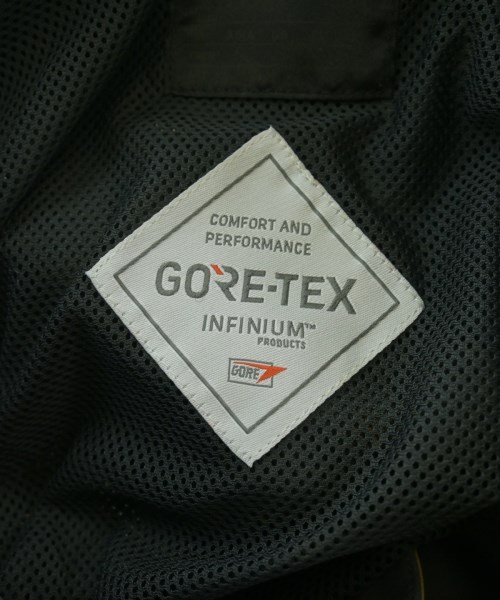 COMFORT AND
PERFORMANCE
GORE-TEX
INFINIUM™
PRODUCTS
GORE